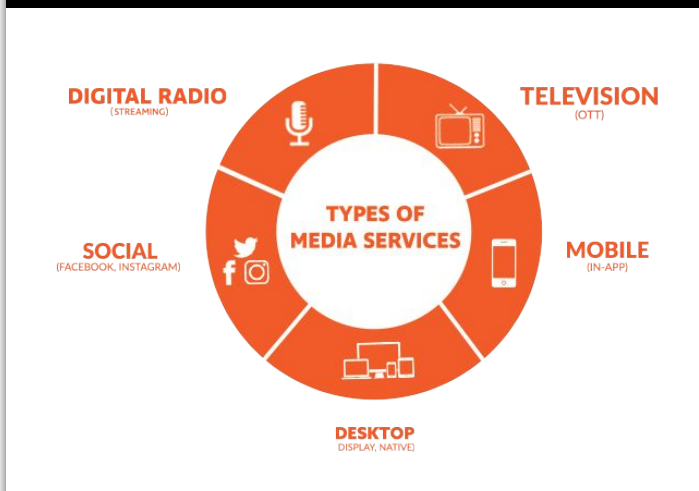 DIGITAL RADIO
(STREAMING)
TELEVISION
(OTT)
TYPES OF
MEDIA SERVICES
SOCIAL
(FACEBOOK, INSTAGRAM)
MOBILE
(IN-APP)
DESKTOP
DISPLAY, NATIVE)